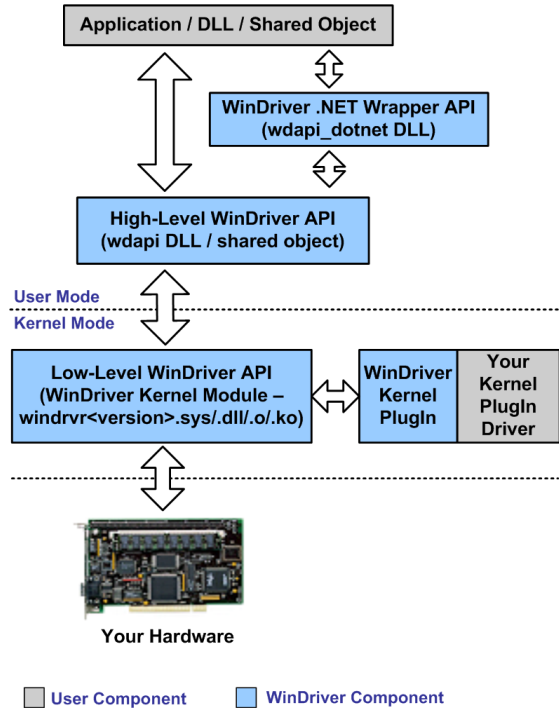 Application / DLL / Shared Object
WinDriver .NET Wrapper API
(wdapi_dotnet DLL)
High-Level WinDriver API
(wdapi DLL / shared object)
User Mode
Kernel Mode
Low-Level WinDriver API
(WinDriver Kernel Module –
windrvr<version>.sys/.dll/.o/.ko)
WinDriver
Kernel
PlugIn
Your
Kernel
PlugIn
Driver
Your Hardware
User Component
WinDriver Component